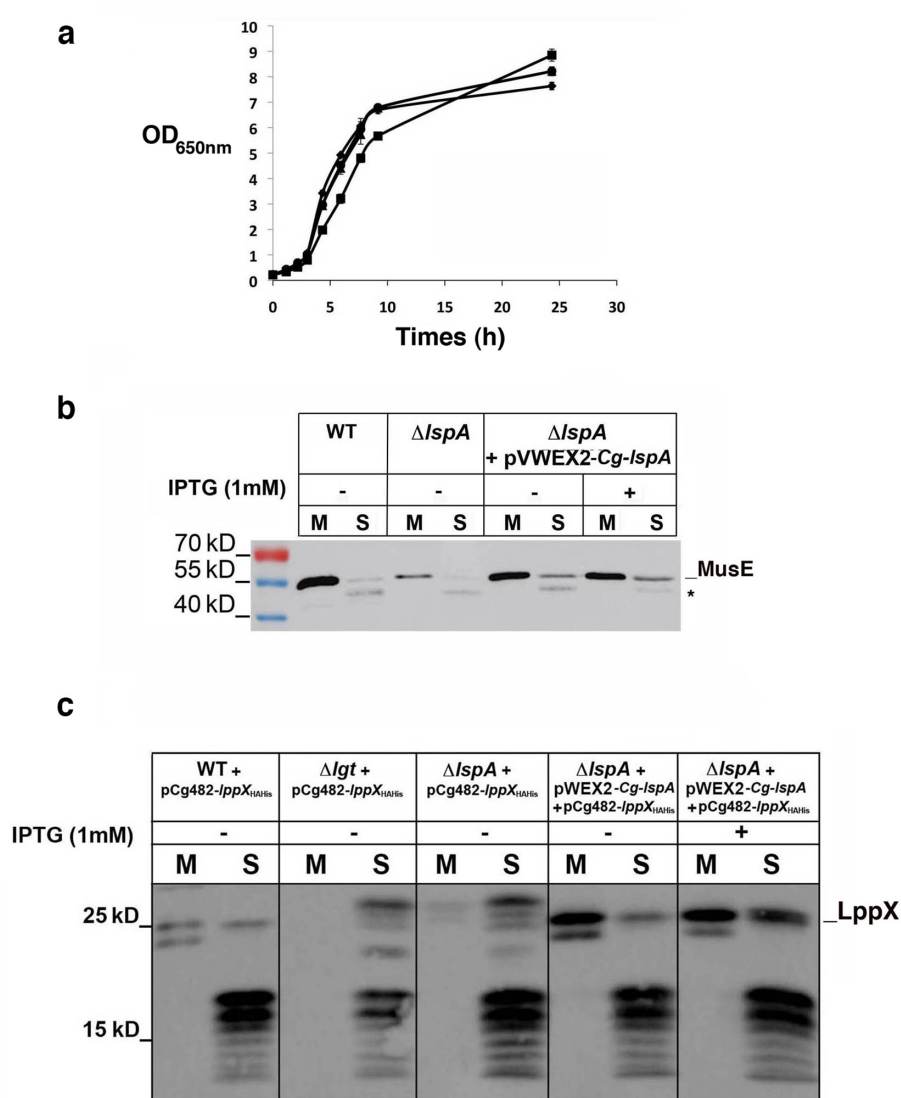 a
10
9
8
7
6
5
4
3
2
1
0
OD650nm
0 5 10 15 20 25 30
Times (h)
b
WT ΔlspA ΔlspA
+ pVWEX2-Cg-lspA
IPTG (1mM) - - - +
M S M S M S M S
70 kD
55 kD
40 kD
_MusE
*
c
WT + Δlgt + ΔlspA + ΔlspA + ΔlspA +
pCg482-lppXHAHis pCg482-lppXHAHis pCg482-lppXHAHis pWEX2-Cg-lspA pWEX2-Cg-lspA
+pCg482-lppXHAHis +pCg482-lppXHAHis
IPTG (1mM) - - - - +
M S M S M S M S M S
25 kD
_LppX
15 kD